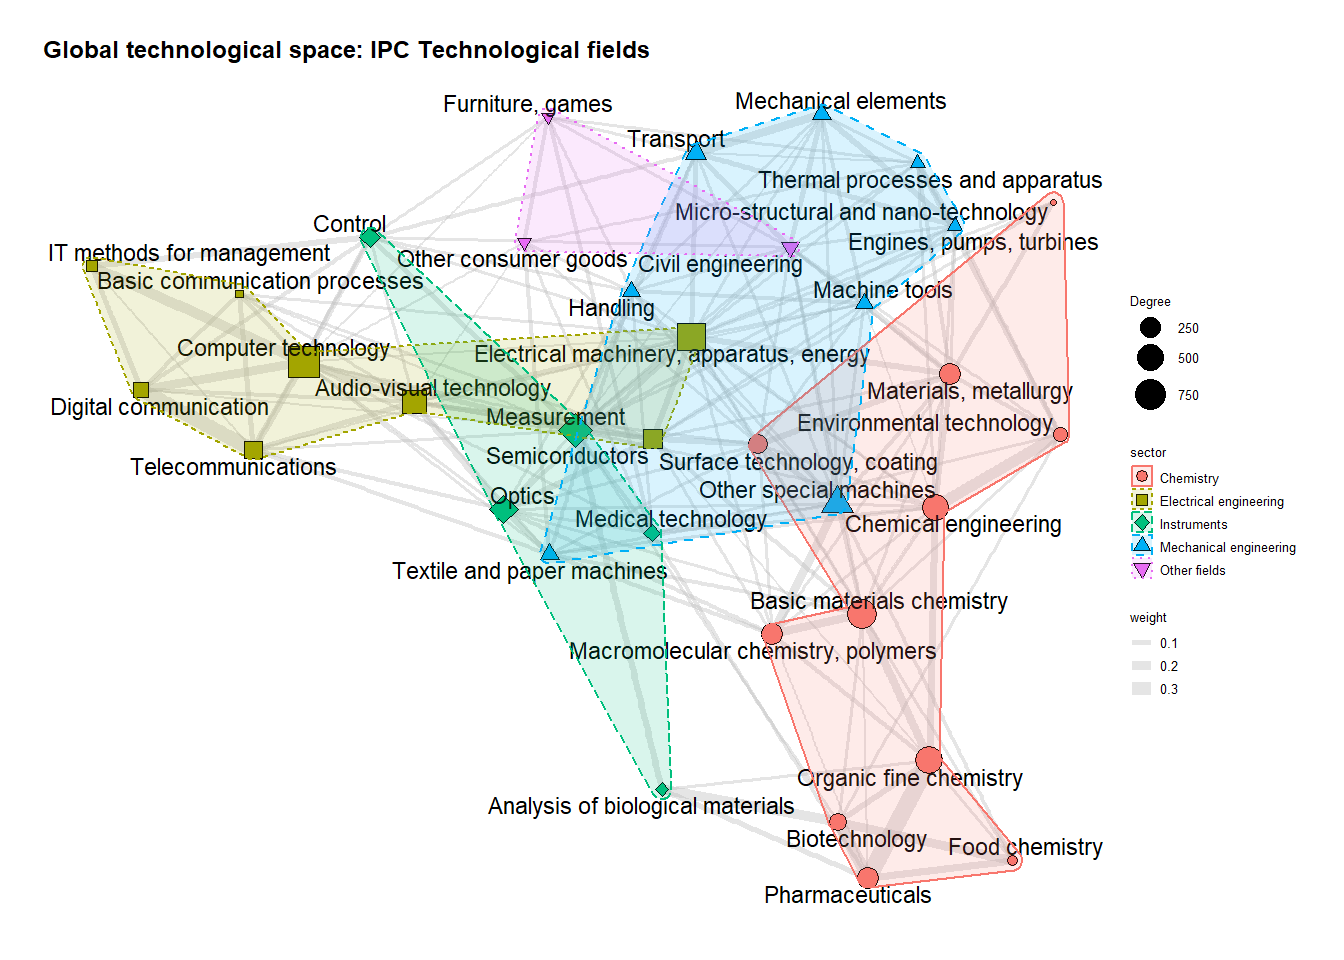 Global technological space: IPC Technological fields
Mechanical elements
Furniture, games
Transport
Thermal processes and apparatus
Micro-structural and nano-technology
Control
Engines, pumps, turbines
IT methods for management
Other consumer goods
Civil engineering
Basic communication processes
Machine tools
Handling
Computer technology
Electrical machinery, apparatus, energy
Audio-visual technology
Materials, metallurgy
Digital communication
Measurement
Environmental technology
Semiconductors
Surface technology, coating
Telecommunications
Other special machines
Optics
Medical technology
Chemical engineering
Textile and paper machines
Basic materials chemistry
Macromolecular chemistry, polymers
Organic fine chemistry
Analysis of biological materials
Biotechnology
Food chemistry
Pharmaceuticals
Degree
250
500
750
sector
Chemistry
Electrical engineering
Instruments
Mechanical engineering
Other fields
weight
0.1
0.2
0.3